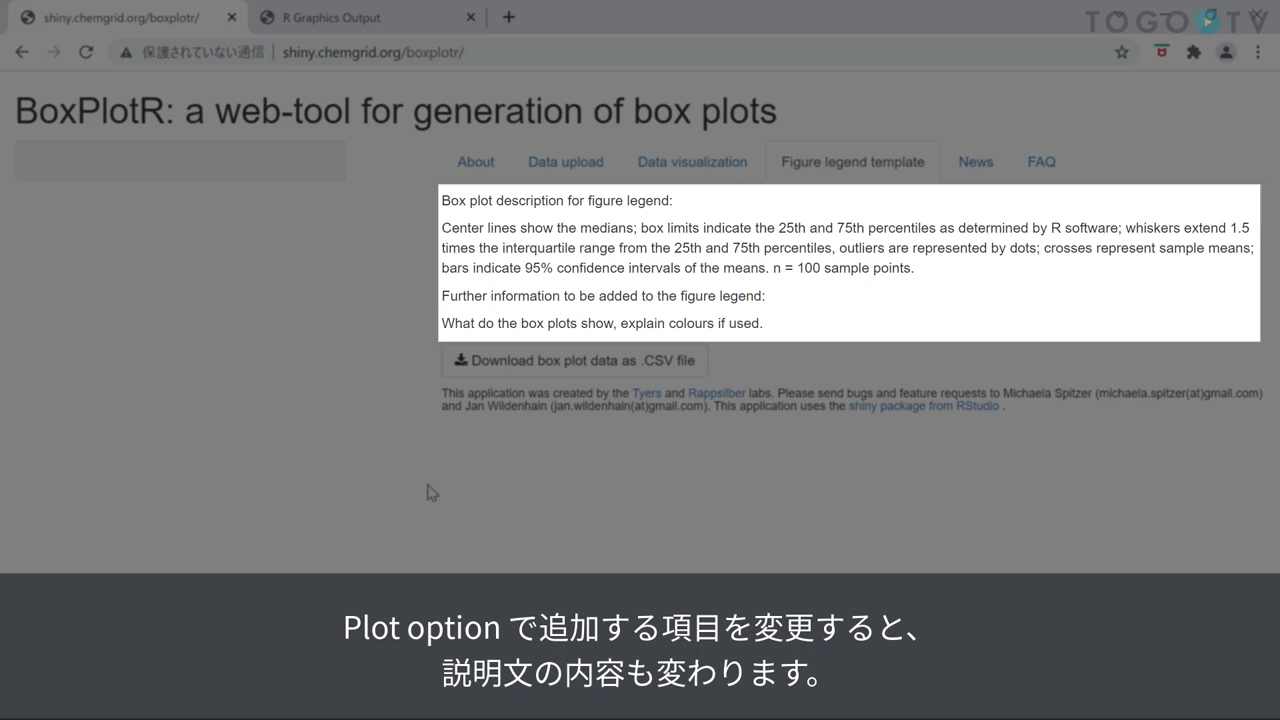 shiny.chemgrid.org/boxplotr/
R Graphics Output
TOGO TV
保護されていない通信 | shiny.chemgrid.org/boxplotr/
BoxPlotR: a web-tool for generation of box plots
About Data upload Data visualization Figure legend template News FAQ
Box plot description for figure legend:
Center lines show the medians; box limits indicate the 25th and 75th percentiles as determined by R software; whiskers extend 1.5
times the interquartile range from the 25th and 75th percentiles, outliers are represented by dots; crosses represent sample means;
bars indicate 95% confidence intervals of the means. n = 100 sample points.
Further information to be added to the figure legend:
What do the box plots show, explain colours if used.
Download box plot data as .CSV file
This application was created by the Tyers and Rappsilber labs. Please send bugs and feature requests to Michaela Spitzer (michaela.spitzer(at)gmail.com)
and Jan Wildenhain (jan.wildenhain(at)gmail.com). This application uses the shiny package from RStudio .
Plot option で追加する項目を変更すると、
説明文の内容も変わります。